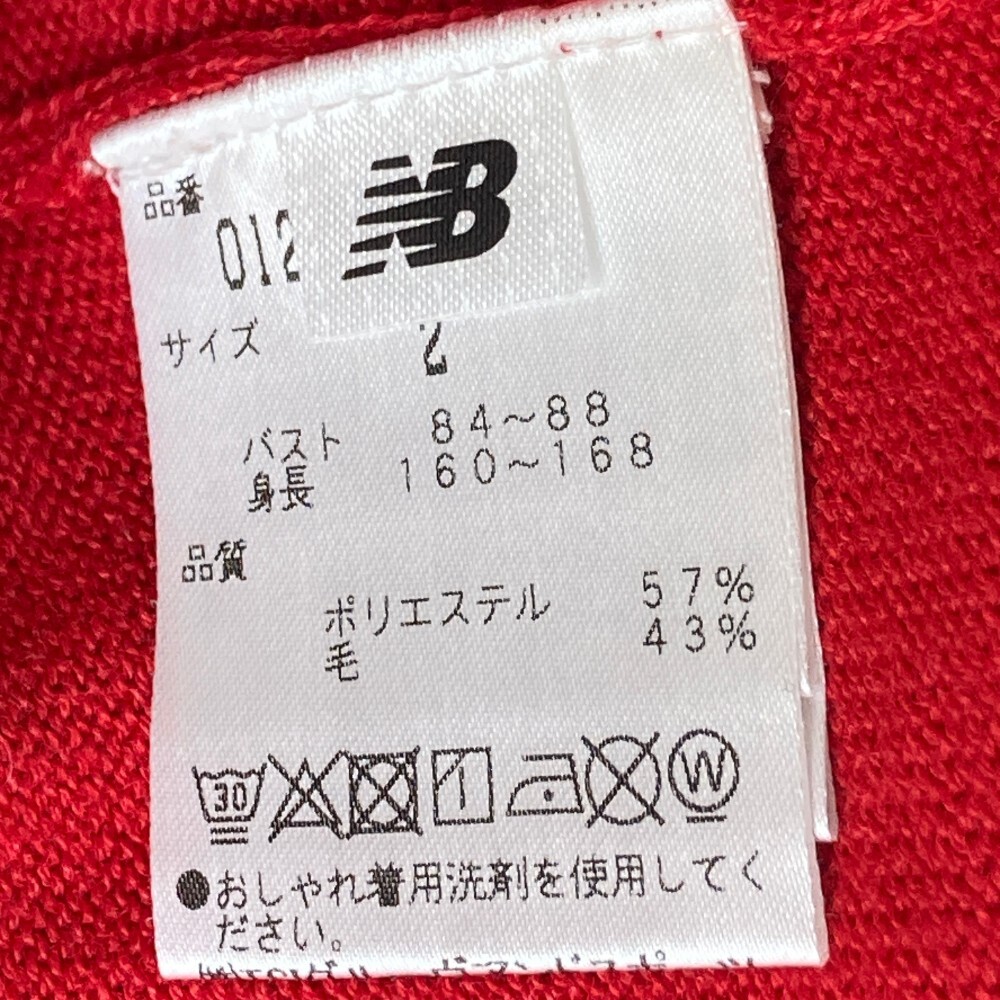 NB
品番
012
サイズ 2
バスト 84～88
身長 160～168
品質
ポリエステル 57%
毛 43%
30
W
●おしゃれ着用洗剤を使用してく
ださい。